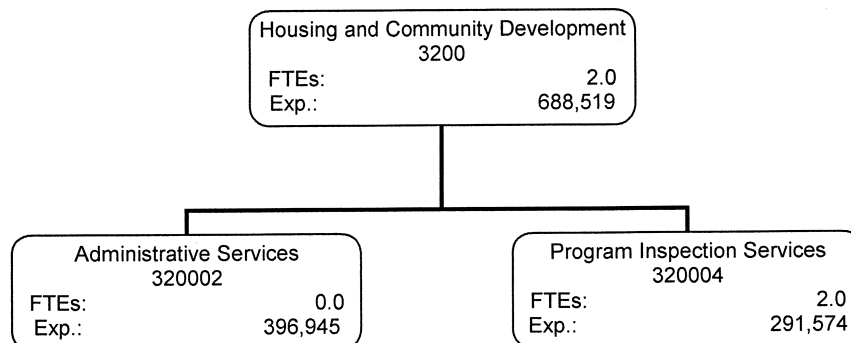 Housing and Community Development
3200
FTEs: 2.0
Exp.: 688,519
Administrative Services
320002
FTEs: 0.0
Exp.: 396,945
Program Inspection Services
320004
FTEs: 2.0
Exp.: 291,574